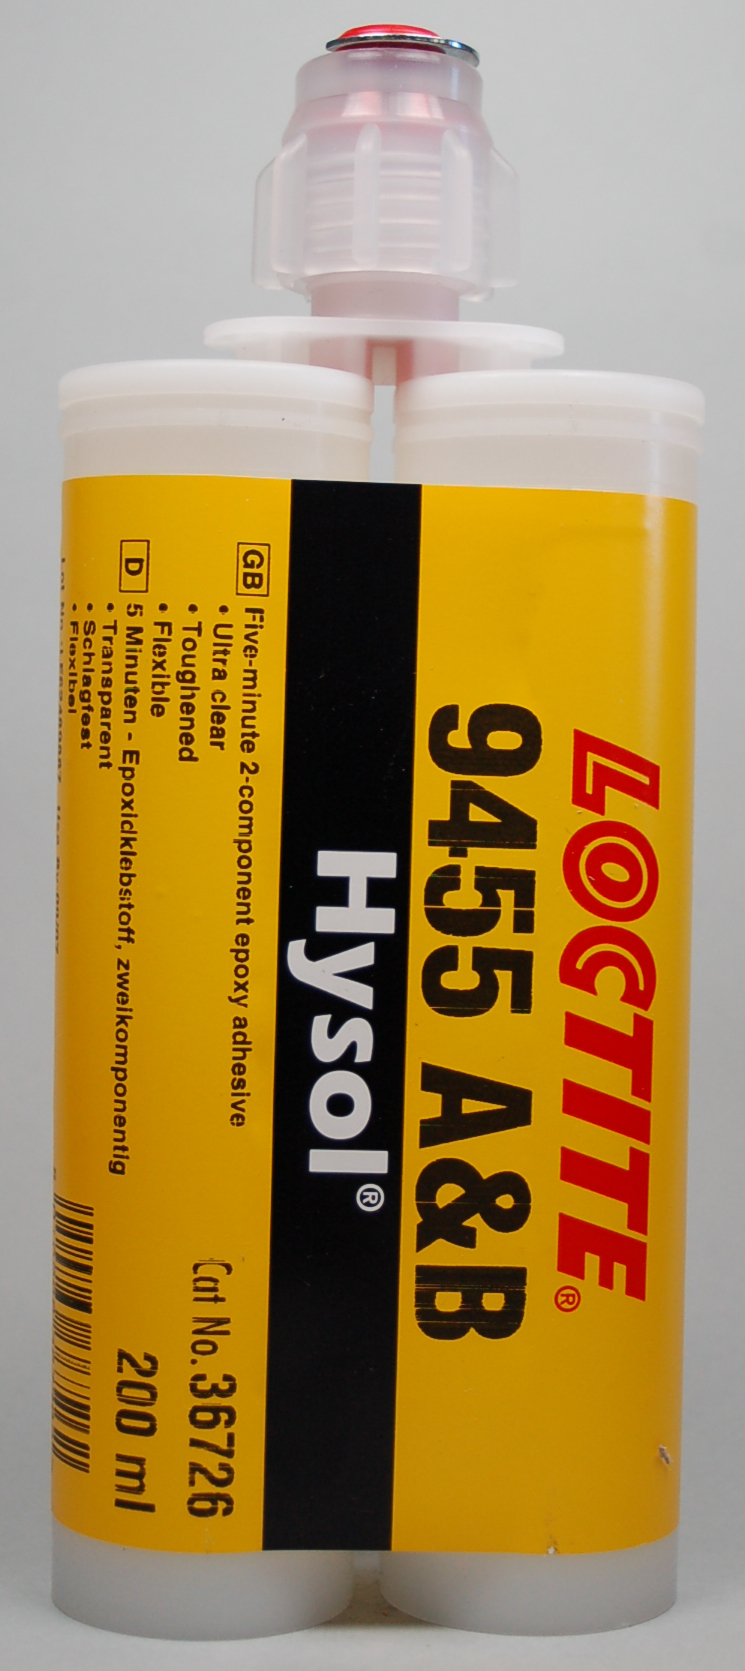 LOCTITE®
9455 A&B
Hysol®
GB Five-minute 2-component epoxy adhesive
• Ultra clear
• Toughened
• Flexible
D 5 Minuten - Epoxidklebstoff, zweikomponentig
• Transparent
• Schlagfest
• Flexibel
Cat No. 36726
200 ml